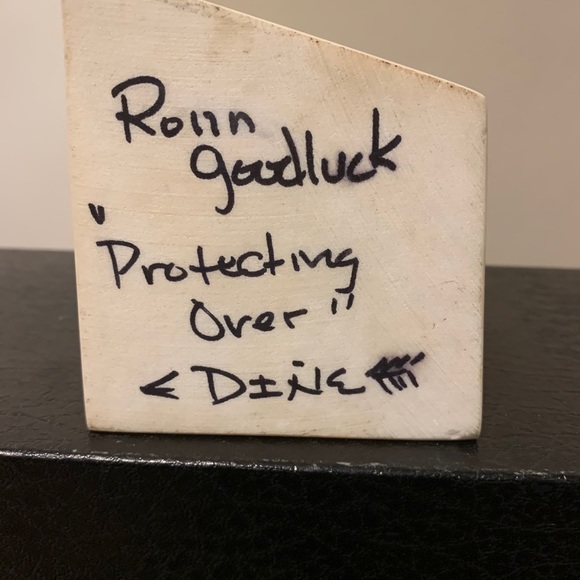 Ronn
goodluck
"Protecting
Over"
< DINE